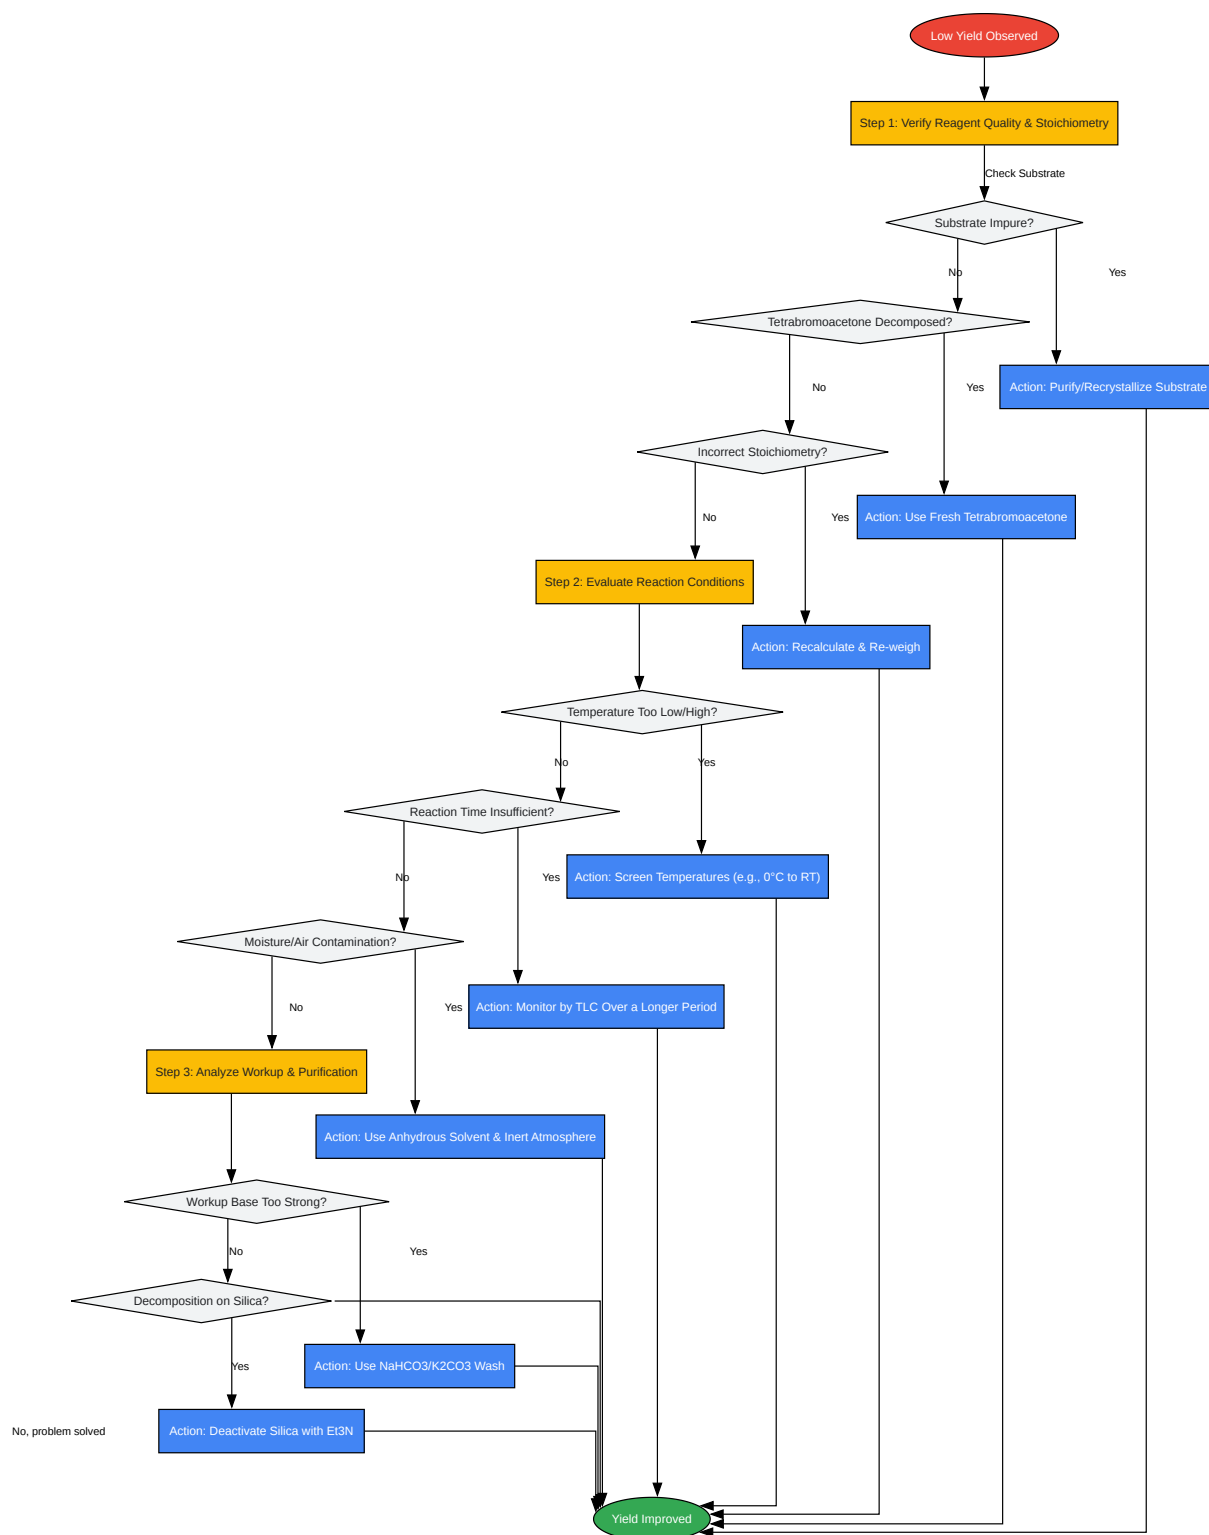 Low Yield Observed
Step 1: Verify Reagent Quality & Stoichiometry
Check Substrate
Substrate Impure?
No
Yes
Tetrabromoacetone Decomposed?
No
Yes
Action: Purify/Recrystallize Substrate
Incorrect Stoichiometry?
No
Yes
Action: Use Fresh Tetrabromoacetone
Step 2: Evaluate Reaction Conditions
Action: Recalculate & Re-weigh
Temperature Too Low/High?
No
Yes
Reaction Time Insufficient?
No
Yes
Action: Screen Temperatures (e.g., 0°C to RT)
Moisture/Air Contamination?
No
Yes
Action: Monitor by TLC Over a Longer Period
Step 3: Analyze Workup & Purification
Action: Use Anhydrous Solvent & Inert Atmosphere
Workup Base Too Strong?
No
Yes
Decomposition on Silica?
Yes
Action: Use NaHCO3/K2CO3 Wash
No, problem solved
Action: Deactivate Silica with Et3N
Yield Improved